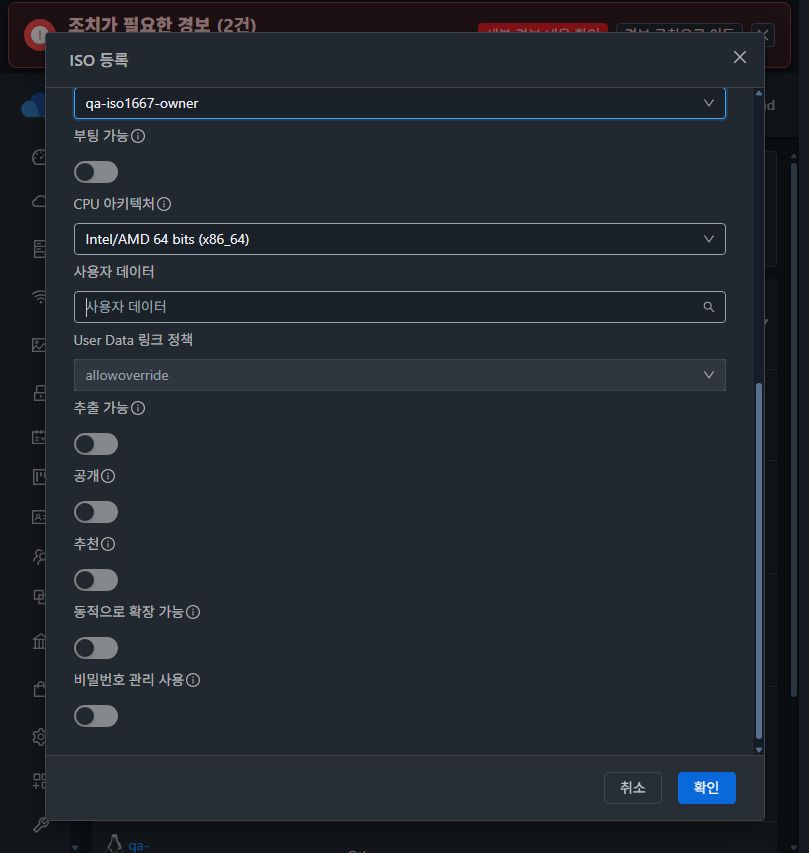 조치가 필요한 경보 (2건)
ISO 등록
qa-iso1667-owner
부팅 가능
CPU 아키텍처
Intel/AMD 64 bits (x86_64)
사용자 데이터
사용자 데이터
User Data 링크 정책
allowoverride
추출 가능
공개
추천
동적으로 확장 가능
비밀번호 관리 사용
취소
확인
qa-